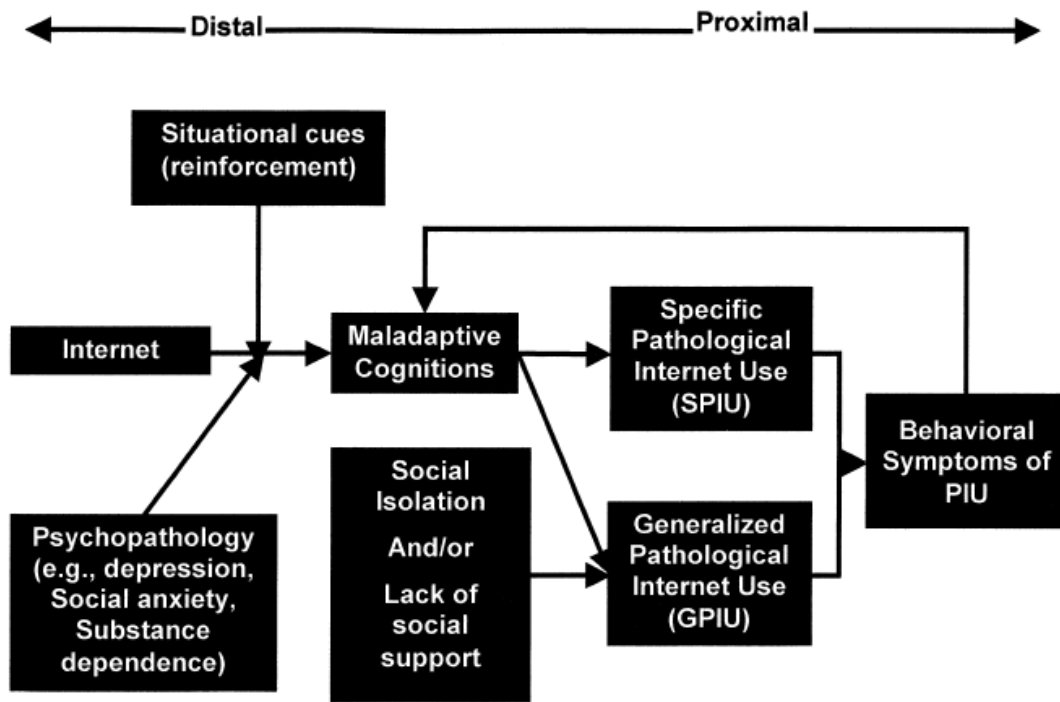 Distal
Proximal
Situational cues
(reinforcement)
Internet
Maladaptive
Cognitions
Specific
Pathological
Internet Use
(SPIU)
Behavioral
Symptoms of
PIU
Psychopathology
(e.g., depression,
Social anxiety,
Substance
dependence)
Social
Isolation
And/or
Lack of
social
support
Generalized
Pathological
Internet Use
(GPIU)